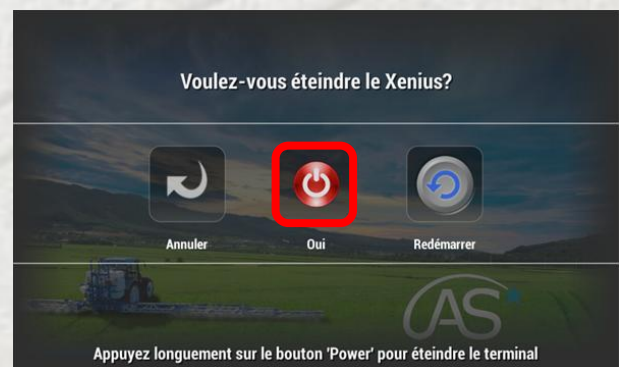 Voulez-vous éteindre le Xenius?
Annuler Oui Redémarrer
AS
Appuyez longuement sur le bouton 'Power' pour éteindre le terminal